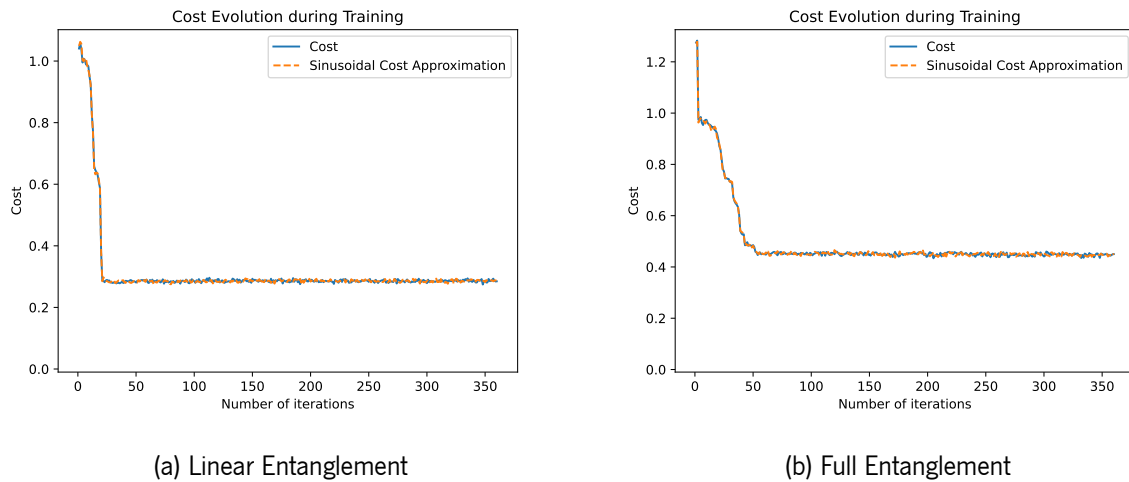 Cost Evolution during Training
1.0
0.8
0.6
0.4
0.2
0.0
Cost
Cost
Sinusoidal Cost Approximation
0 50 100 150 200 250 300 350
Number of iterations
(a) Linear Entanglement
Cost Evolution during Training
1.2
1.0
0.8
0.6
0.4
0.2
0.0
Cost
Cost
Sinusoidal Cost Approximation
0 50 100 150 200 250 300 350
Number of iterations
(b) Full Entanglement